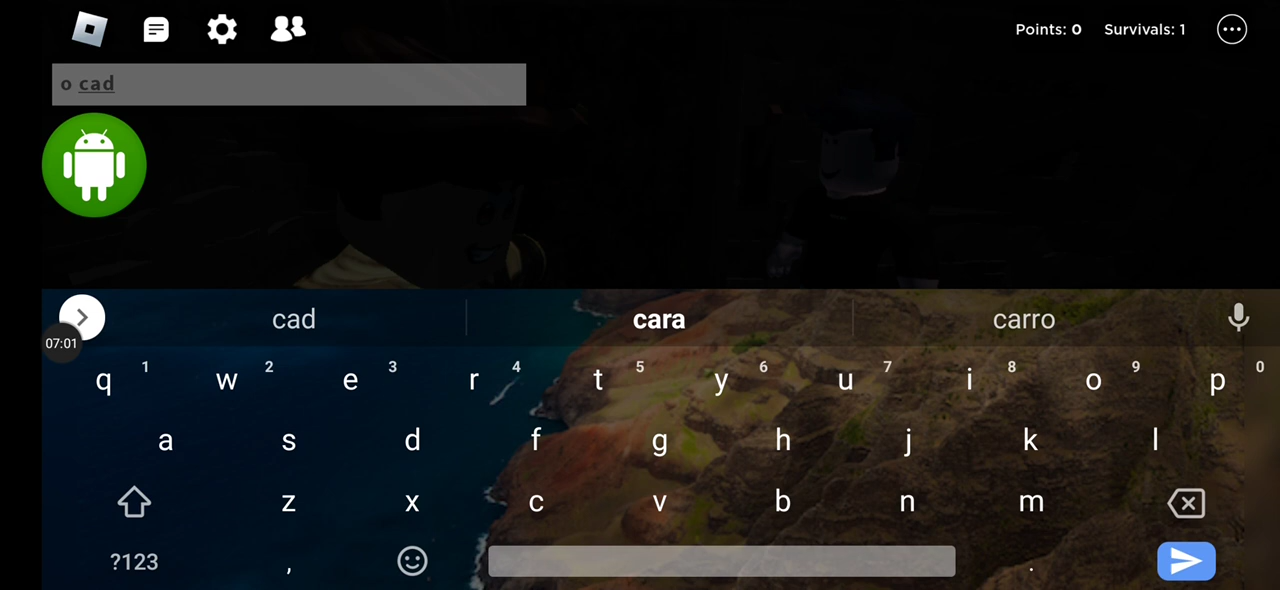 Points: 0 Survivals: 1
o cad
cad cara carro
07:01
1 2 3 4 5 6 7 8 9 0
q w e r t y u i o p
a s d f g h j k l
z x c v b n m
?123 , .